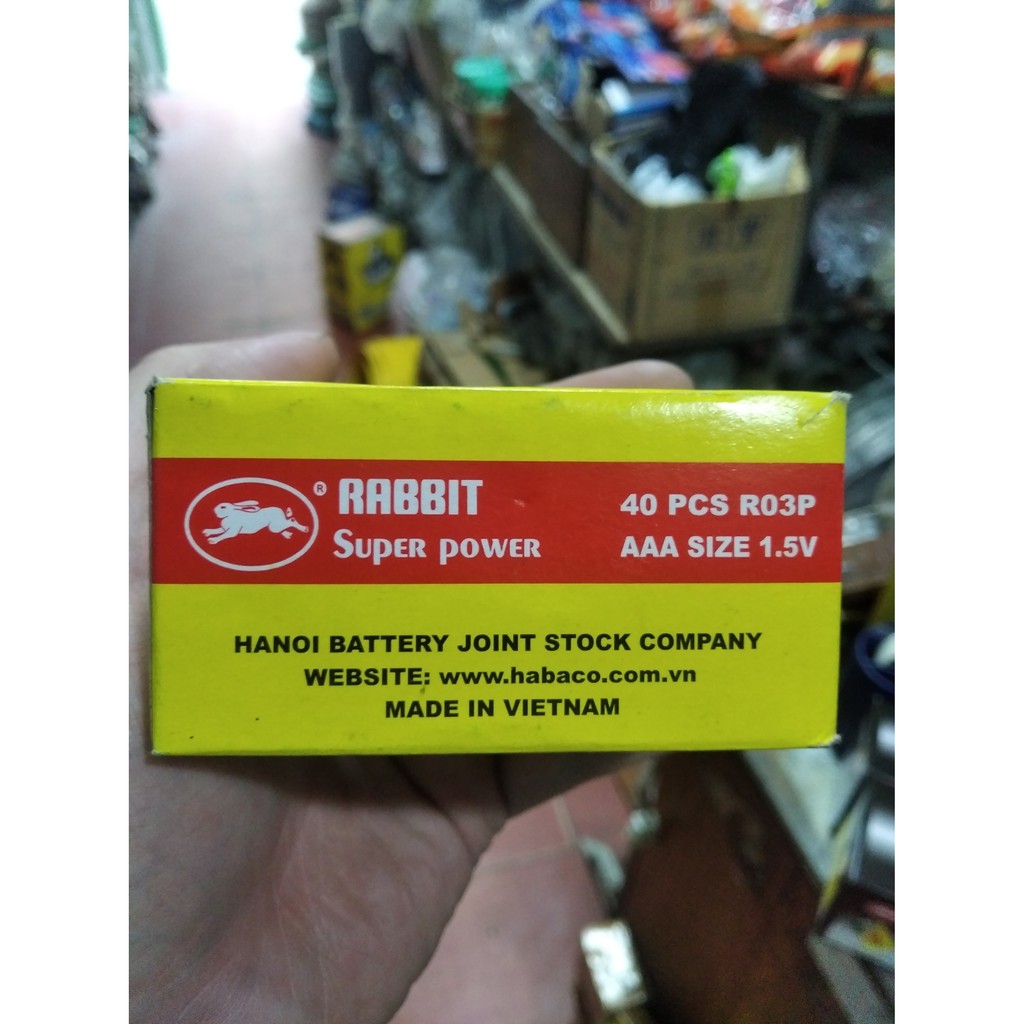 ® RABBIT
Super power
40 PCS R03P
AAA SIZE 1.5V
HANOI BATTERY JOINT STOCK COMPANY
WEBSITE: www.habaco.com.vn
MADE IN VIETNAM